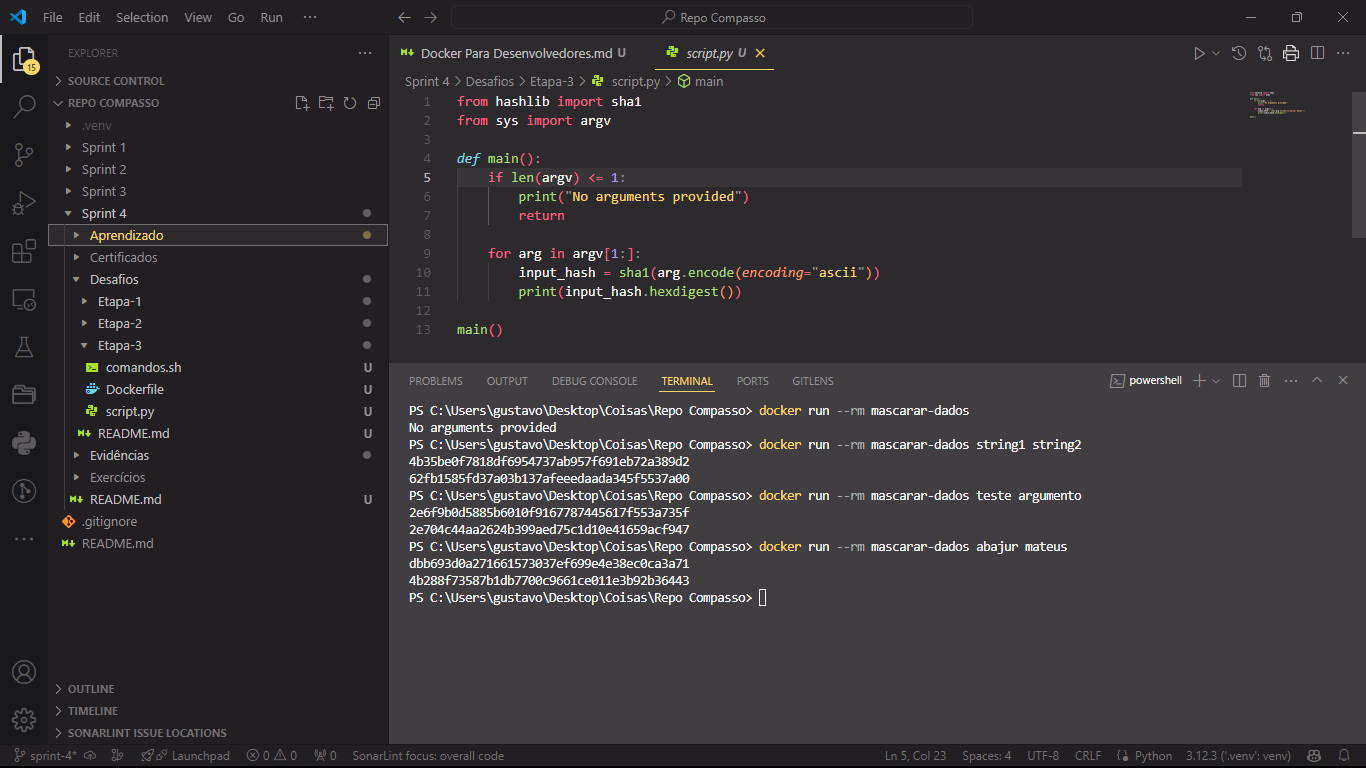 File Edit Selection View Go Run ··· Repo Compasso
EXPLORER ···
SOURCE CONTROL
REPO COMPASSO
.venv
Sprint 1
Sprint 2
Sprint 3
Sprint 4
Aprendizado
Certificados
Desafios
Etapa-1
Etapa-2
Etapa-3
comandos.sh U
Dockerfile U
script.py U
README.md U
Evidências
Exercícios
README.md U
.gitignore
README.md
OUTLINE
TIMELINE
SONARLINT ISSUE LOCATIONS
15
Docker Para Desenvolvedores.md U script.py U
Sprint 4 > Desafios > Etapa-3 > script.py > main
1 from hashlib import sha1
2 from sys import argv
3
4 def main():
5 if len(argv) <= 1:
6 print("No arguments provided")
7 return
8
9 for arg in argv[1:]:
10 input_hash = sha1(arg.encode(encoding="ascii"))
11 print(input_hash.hexdigest())
12
13 main()
PROBLEMS OUTPUT DEBUG CONSOLE TERMINAL PORTS GITLENS powershell
PS C:\Users\gustavo\Desktop\Coisas\Repo Compasso> docker run --rm mascarar-dados
No arguments provided
PS C:\Users\gustavo\Desktop\Coisas\Repo Compasso> docker run --rm mascarar-dados string1 string2
4b35be0f7818df6954737ab957f691eb72a389d2
62fb1585fd37a03b137afeeedaada345f5537a00
PS C:\Users\gustavo\Desktop\Coisas\Repo Compasso> docker run --rm mascarar-dados teste argumento
2e6f9b0d5885b6010f9167787445617f553a735f
2e704c44aa2624b399aed75c1d10e41659acf947
PS C:\Users\gustavo\Desktop\Coisas\Repo Compasso> docker run --rm mascarar-dados abajur mateus
dbb693d0a271661573037ef699e4e38ec0ca3a71
4b288f73587b1db7700c9661ce011e3b92b36443
PS C:\Users\gustavo\Desktop\Coisas\Repo Compasso>
sprint-4* Launchpad 0 0 0 SonarLint focus: overall code Ln 5, Col 23 Spaces: 4 UTF-8 CRLF Python 3.12.3 ('.venv': venv)